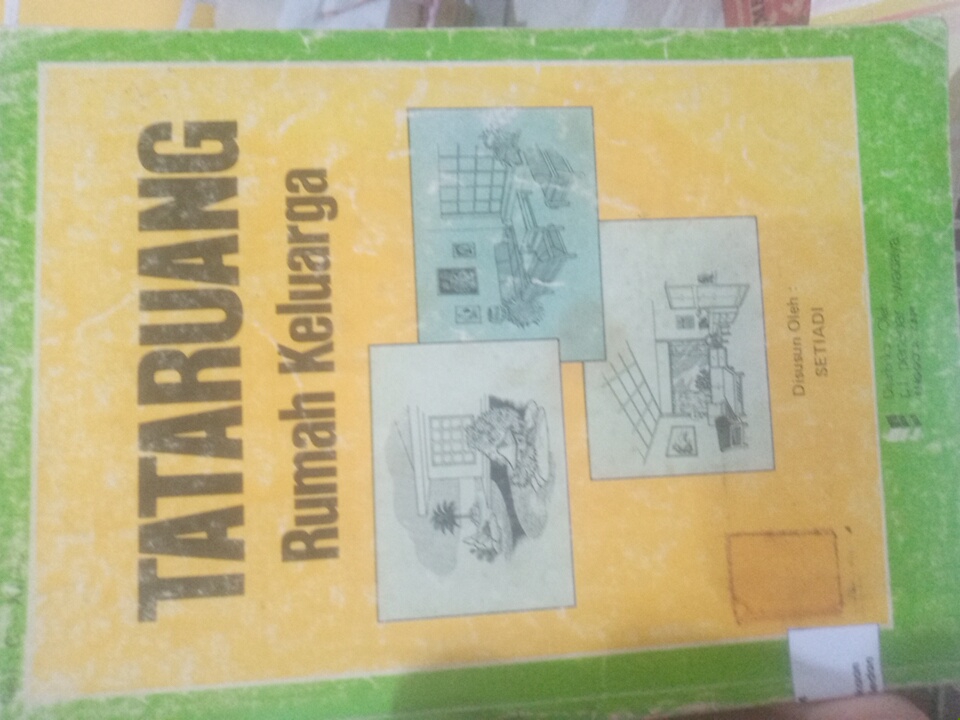 TATARUANG
Rumah Keluarga
Disusun Oleh :
SETIADI